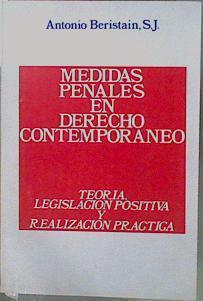 Antonio Beristain, S.J.
MEDIDAS
PENALES
EN
DERECHO
CONTEMPORANEO
TEORIA,
LEGISLACION POSITIVA
Y
REALIZACION PRACTICA